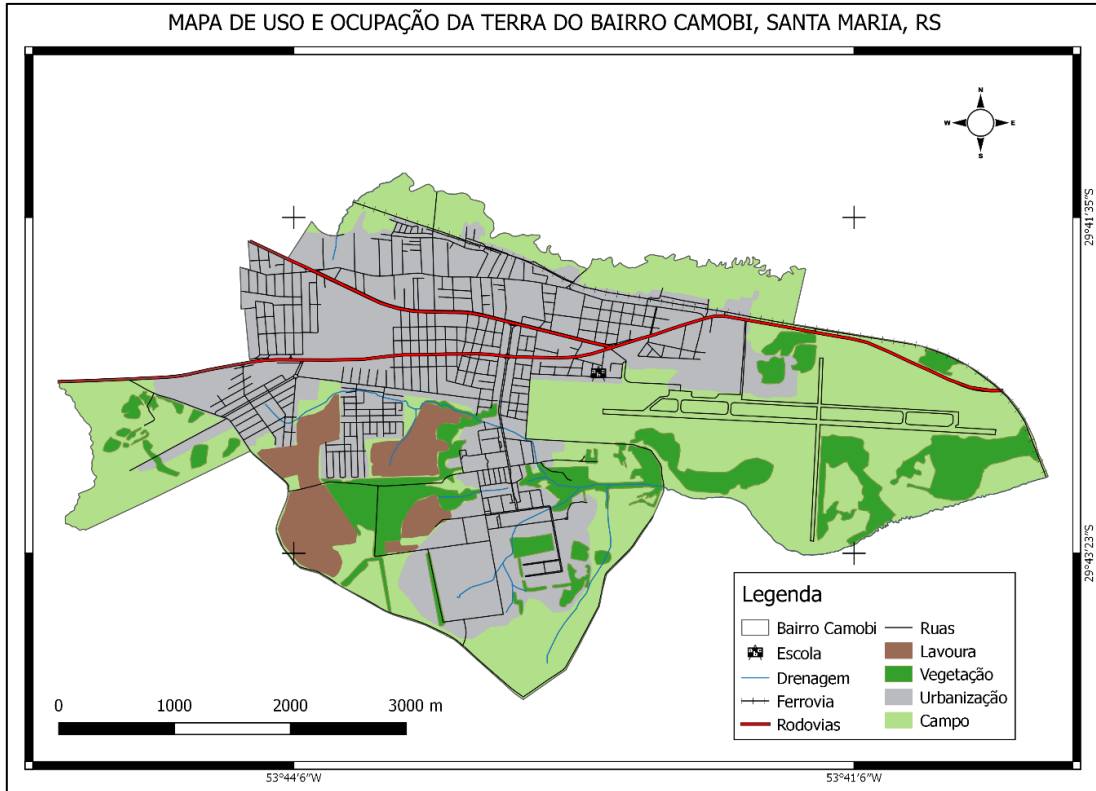 MAPA DE USO E OCUPAÇÃO DA TERRA DO BAIRRO CAMOBI, SANTA MARIA, RS
N
W E
S
29°41'35"S
29°43'23"S
Legenda
Bairro Camobi
Escola
Drenagem
Ferrovia
Rodovias
Ruas
Lavoura
Vegetação
Urbanização
Campo
0 1000 2000 3000 m
53°44'6"W 53°41'6"W